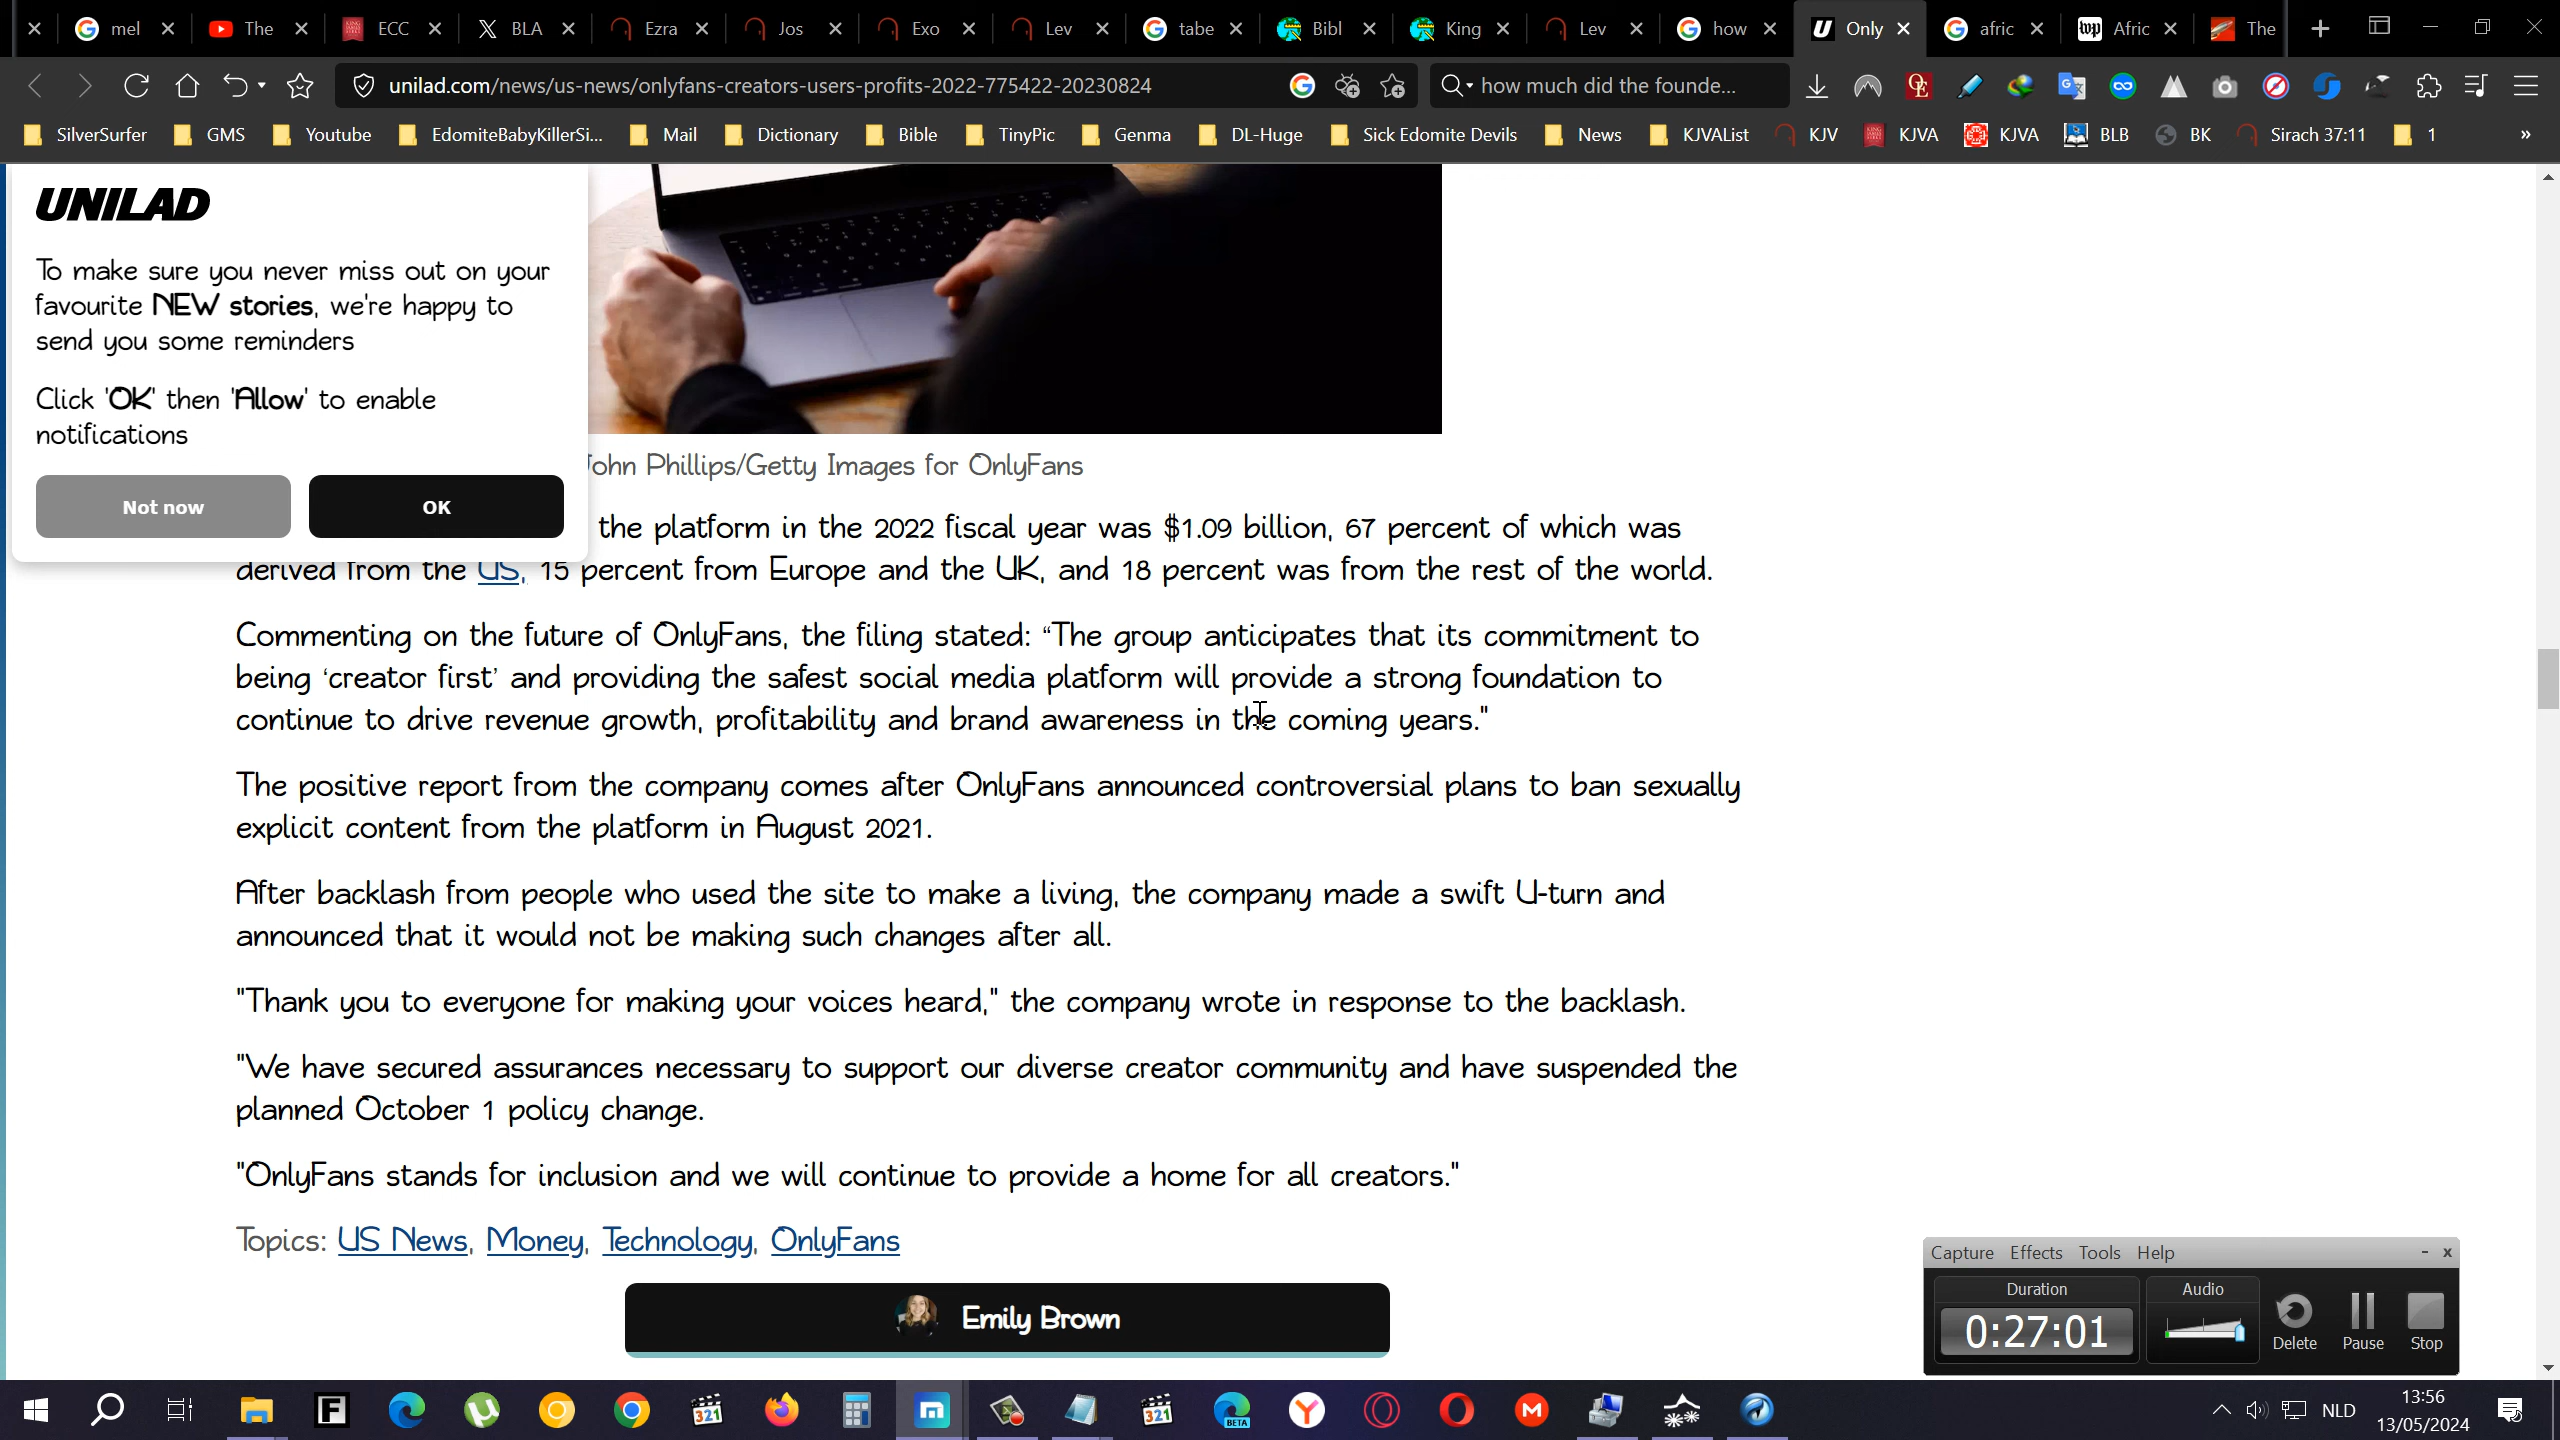 mel
The
ECC
BLA
Ezra
Jos
Exo
Lev
tabe
Bibl
King
Lev
how
Only
afric
Afric
The
unilad.com/news/us-news/onlyfans-creators-users-profits-2022-775422-20230824
how much did the founde...
SilverSurfer
GMS
Youtube
EdomiteBabyKillerSi...
Mail
Dictionary
Bible
TinyPic
Genma
DL-Huge
Sick Edomite Devils
News
KJVAList
KJV
KJVA
KJVA
BLB
BK
Sirach 37:11
1
»
UNILAD
To make sure you never miss out on your
favourite NEW stories, we're happy to
send you some reminders
Click 'OK' then 'Allow' to enable
notifications
Not now
OK
John Phillips/Getty Images for OnlyFans
the platform in the 2022 fiscal year was $1.09 billion, 67 percent of which was
derived from the US, 15 percent from Europe and the UK, and 18 percent was from the rest of the world.
Commenting on the future of OnlyFans, the filing stated: “The group anticipates that its commitment to
being ‘creator first’ and providing the safest social media platform will provide a strong foundation to
continue to drive revenue growth, profitability and brand awareness in the coming years."
The positive report from the company comes after OnlyFans announced controversial plans to ban sexually
explicit content from the platform in August 2021.
After backlash from people who used the site to make a living, the company made a swift U-turn and
announced that it would not be making such changes after all.
"Thank you to everyone for making your voices heard," the company wrote in response to the backlash.
"We have secured assurances necessary to support our diverse creator community and have suspended the
planned October 1 policy change.
"OnlyFans stands for inclusion and we will continue to provide a home for all creators."
Topics: US News, Money, Technology, OnlyFans
Emily Brown
Capture Effects Tools Help
Duration
Audio
0:27:01
Delete
Pause
Stop
321
321
BETA
NLD
13:56
13/05/2024